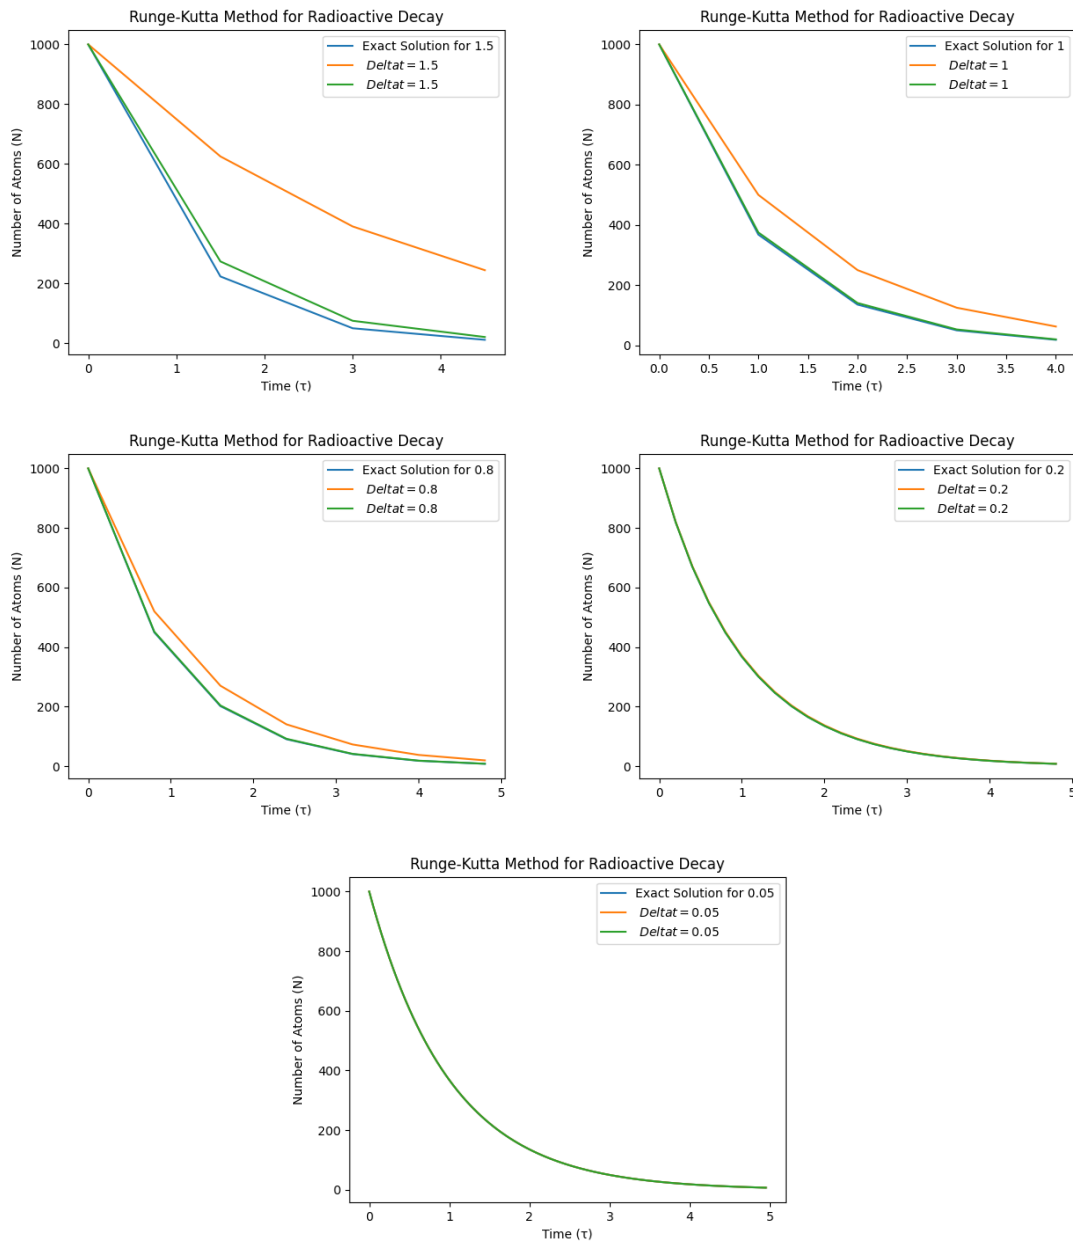 Runge-Kutta Method for Radioactive Decay
Number of Atoms (N)
1000
800
600
400
200
0
Exact Solution for 1.5
Deltat = 1.5
Deltat = 1.5
0 1 2 3 4
Time (τ)
Runge-Kutta Method for Radioactive Decay
Number of Atoms (N)
1000
800
600
400
200
0
Exact Solution for 1
Deltat = 1
Deltat = 1
0.0 0.5 1.0 1.5 2.0 2.5 3.0 3.5 4.0
Time (τ)
Runge-Kutta Method for Radioactive Decay
Number of Atoms (N)
1000
800
600
400
200
0
Exact Solution for 0.8
Deltat = 0.8
Deltat = 0.8
0 1 2 3 4 5
Time (τ)
Runge-Kutta Method for Radioactive Decay
Number of Atoms (N)
1000
800
600
400
200
0
Exact Solution for 0.2
Deltat = 0.2
Deltat = 0.2
0 1 2 3 4 5
Time (τ)
Runge-Kutta Method for Radioactive Decay
Number of Atoms (N)
1000
800
600
400
200
0
Exact Solution for 0.05
Deltat = 0.05
Deltat = 0.05
0 1 2 3 4 5
Time (τ)